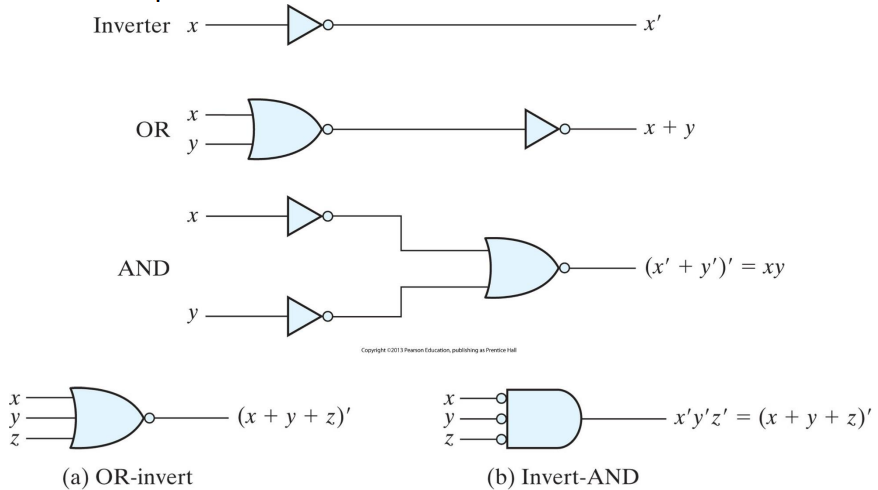 Inverter x x′
OR x y x + y
x
AND (x′ + y′)′ = xy
y
Copyright ©2013 Pearson Education, publishing as Prentice Hall
x y z (x + y + z)′ x y z x′y′z′ = (x + y + z)′
(a) OR-invert (b) Invert-AND